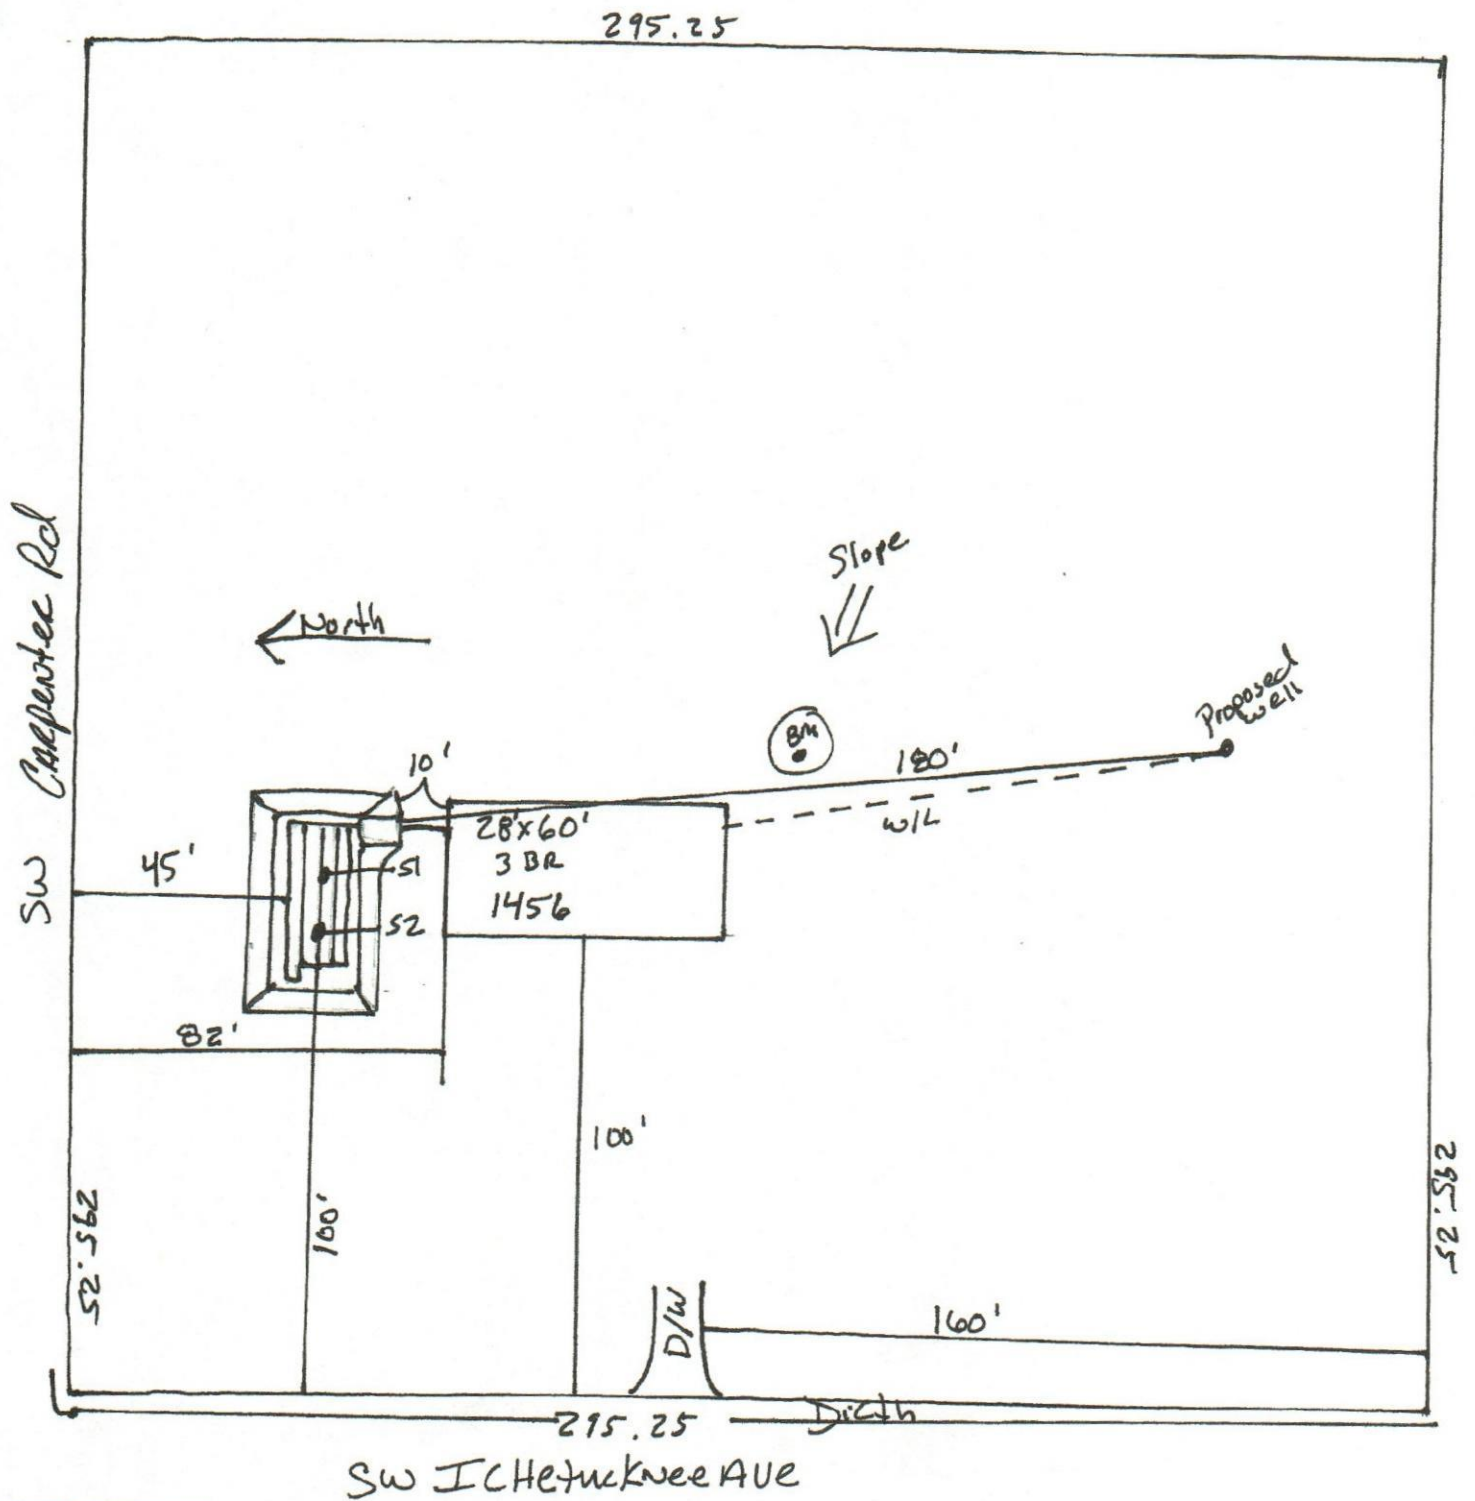 295.25
SW Carpenter Rd
Slope
North
Proposed
well
BM
10'
180'
W/L
28'x60'
3 BR
1456
45'
S1
S2
82'
100'
100'
295.25
295.25
D/W
160'
295.25
Dicth
SW ICHetucKnee AVe